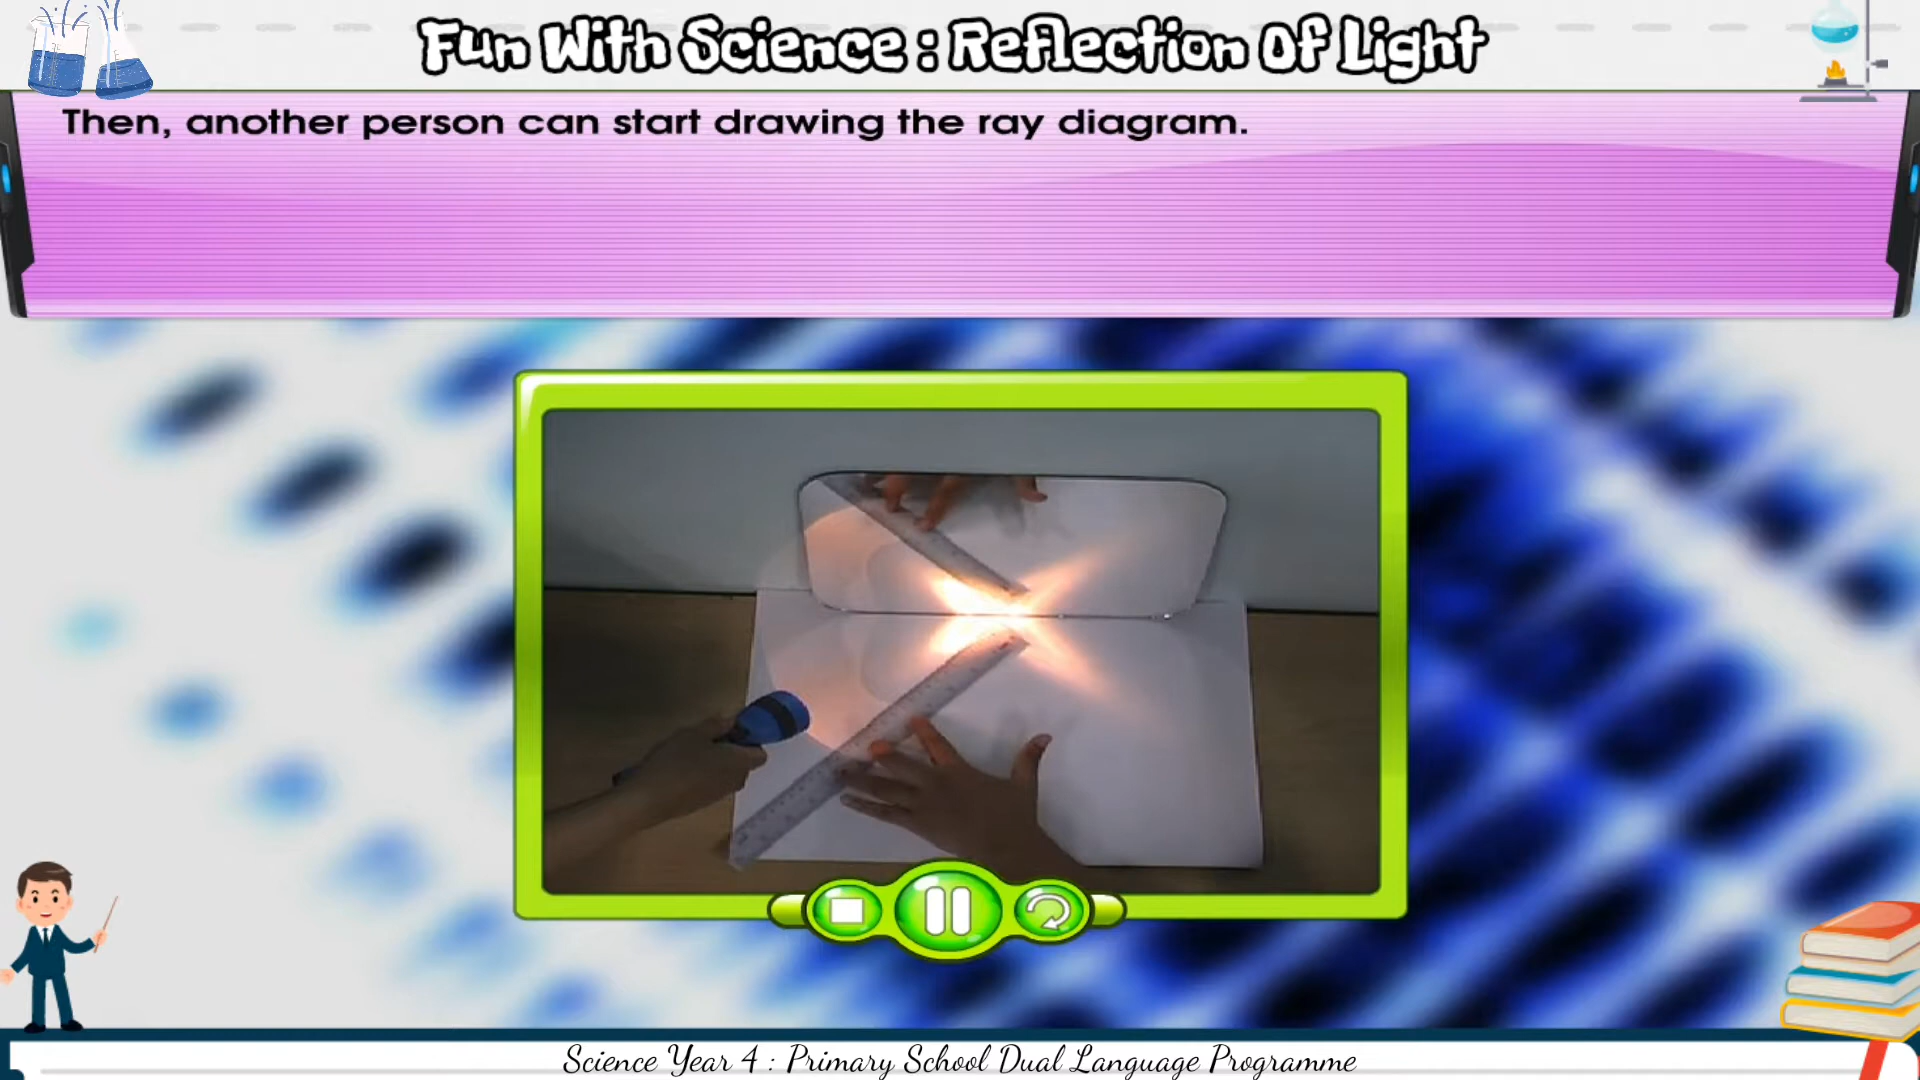 Fun With Science : Reflection Of Light
Then, another person can start drawing the ray diagram.
Science Year 4 : Primary School Dual Language Programme